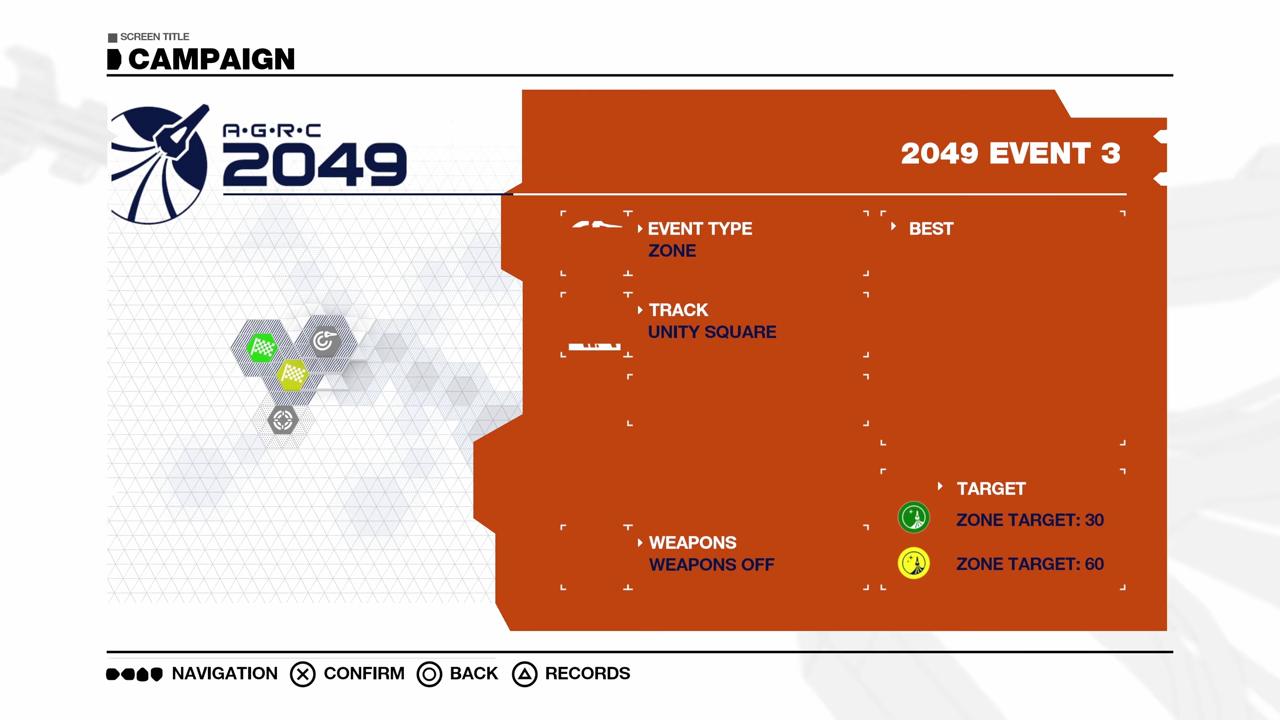 SCREEN TITLE
CAMPAIGN
A·G·R·C
2049
2049 EVENT 3
EVENT TYPE
ZONE
BEST
TRACK
UNITY SQUARE
TARGET
ZONE TARGET: 30
WEAPONS
WEAPONS OFF
ZONE TARGET: 60
NAVIGATION
CONFIRM
BACK
RECORDS